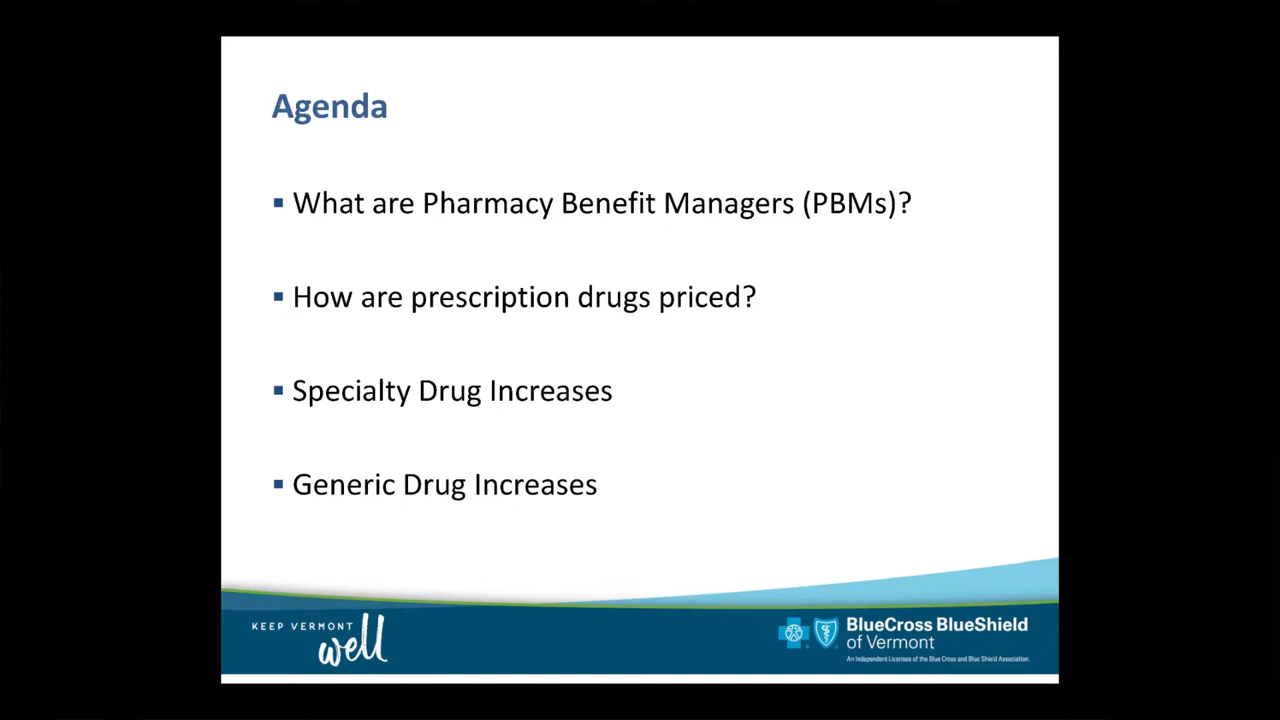 Agenda
▪ What are Pharmacy Benefit Managers (PBMs)?
▪ How are prescription drugs priced?
▪ Specialty Drug Increases
▪ Generic Drug Increases
KEEP VERMONT
well
BlueCross BlueShield
of Vermont
An Independent Licensee of the Blue Cross and Blue Shield Association.